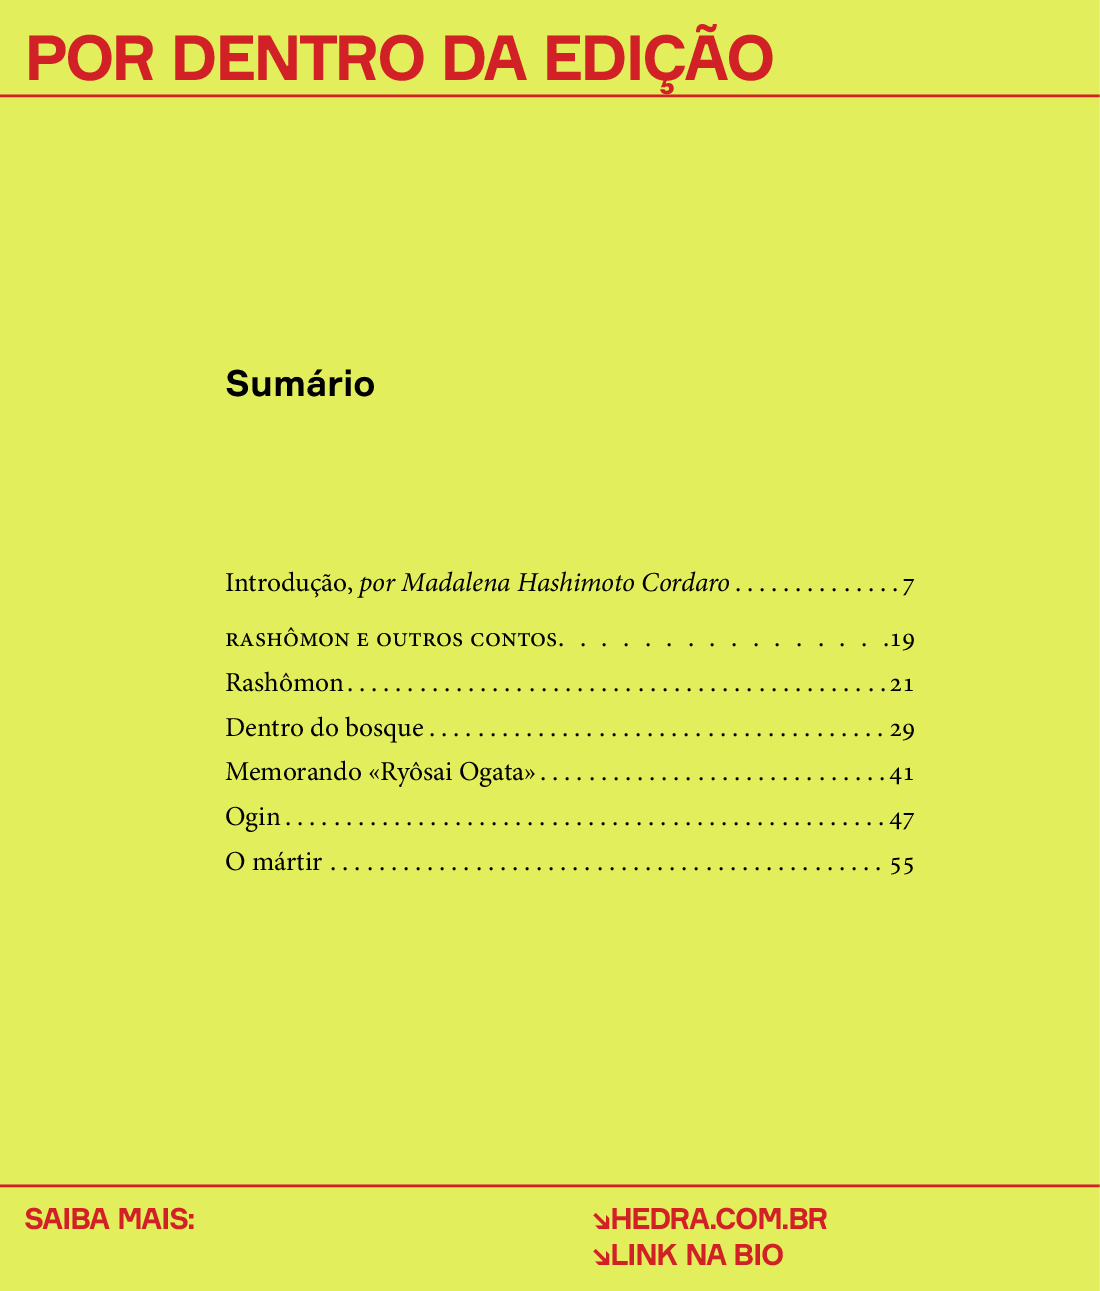 POR DENTRO DA EDIÇÃO
Sumário
Introdução, por Madalena Hashimoto Cordaro . . . . . . . . . . . . . . 7
RASHÔMON E OUTROS CONTOS. . . . . . . . . . . . . . . .19
Rashômon . . . . . . . . . . . . . . . . . . . . . . . . . . . . . . . . . . . . . . . . . . . . . 21
Dentro do bosque . . . . . . . . . . . . . . . . . . . . . . . . . . . . . . . . . . . . . . 29
Memorando «Ryôsai Ogata» . . . . . . . . . . . . . . . . . . . . . . . . . . . . . 41
Ogin . . . . . . . . . . . . . . . . . . . . . . . . . . . . . . . . . . . . . . . . . . . . . . . . . . 47
O mártir . . . . . . . . . . . . . . . . . . . . . . . . . . . . . . . . . . . . . . . . . . . . . . 55
SAIBA MAIS:
↘HEDRA.COM.BR
↘LINK NA BIO